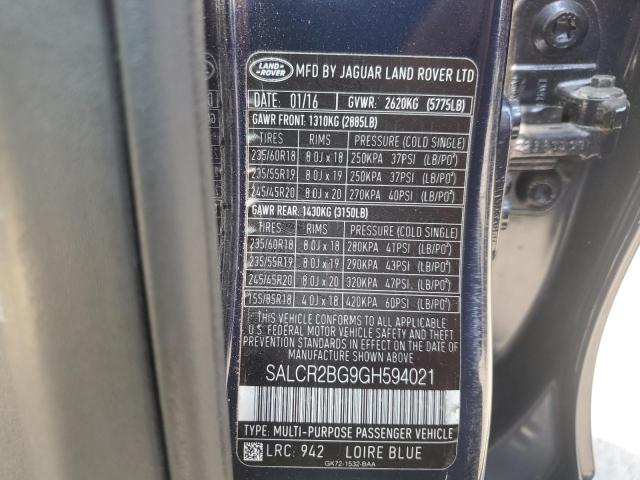 LAND-ROVER MFD BY JAGUAR LAND ROVER LTD
DATE: 01/16 GVWR: 2620KG (5775LB)
GAWR FRONT: 1310KG (2885LB)
TIRES RIMS PRESSURE (COLD SINGLE)
235/60R18 8.0J x 18 250KPA 37PSI (LB/PO²)
235/55R19 8.0J x 19 250KPA 37PSI (LB/PO²)
245/45R20 8.0J x 20 270KPA 40PSI (LB/PO²)
GAWR REAR: 1430KG (3150LB)
TIRES RIMS PRESSURE (COLD SINGLE)
235/60R18 8.0J x 18 280KPA 41PSI (LB/PO²)
235/55R19 8.0J x 19 290KPA 43PSI (LB/PO²)
245/45R20 8.0J x 20 320KPA 47PSI (LB/PO²)
155/85R18 4.0J x 18 420KPA 60PSI (LB/PO²)
THIS VEHICLE CONFORMS TO ALL APPLICABLE
U.S. FEDERAL MOTOR VEHICLE SAFETY AND THEFT
PREVENTION STANDARDS IN EFFECT ON THE DATE
OF MANUFACTURE SHOWN ABOVE
SALCR2BG9GH594021
TYPE: MULTI-PURPOSE PASSENGER VEHICLE
LRC: 942 LOIRE BLUE
GK72-1532-BAA